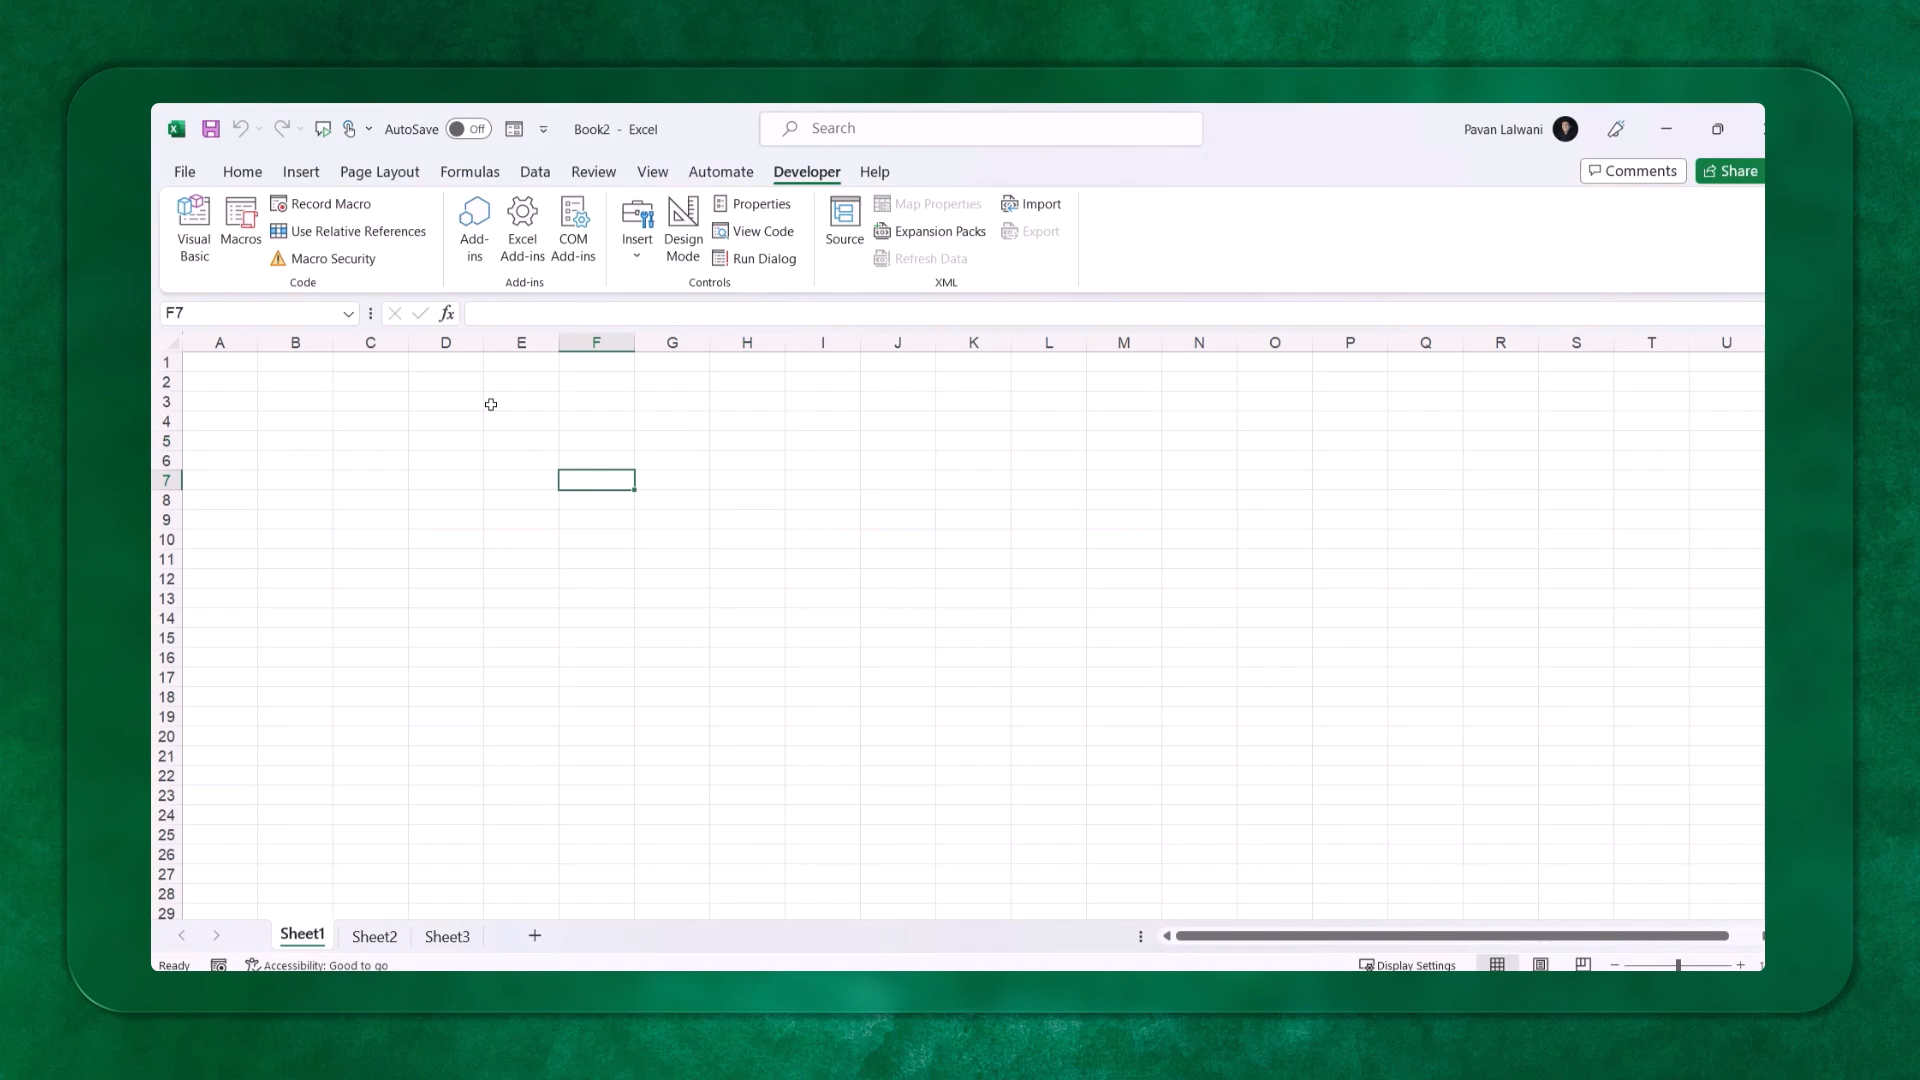 AutoSave Off Book2 - Excel Search Pavan Lalwani
File Home Insert Page Layout Formulas Data Review View Automate Developer Help Comments Share
Visual Basic
Macros
Record Macro
Use Relative References
Macro Security
Code
Add-ins
Excel Add-ins
COM Add-ins
Add-ins
Insert
Design Mode
Properties
View Code
Run Dialog
Controls
Source
Map Properties
Expansion Packs
Refresh Data
Import
Export
XML
F7 fx
A B C D E F G H I J K L M N O P Q R S T U
1
2
3
4
5
6
7
8
9
10
11
12
13
14
15
16
17
18
19
20
21
22
23
24
25
26
27
28
29
Sheet1 Sheet2 Sheet3
Ready Accessibility: Good to go Display Settings